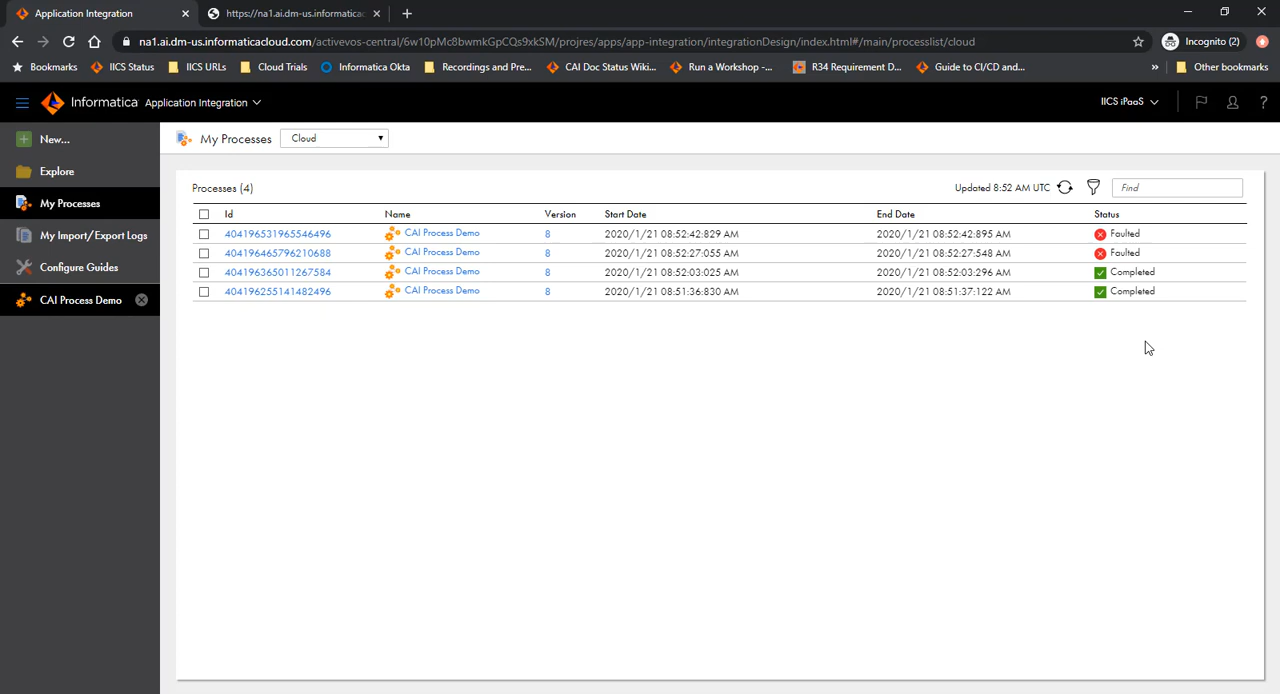 Application Integration
https://na1.ai.dm-us.informaticac
na1.ai.dm-us.informaticacloud.com/activevos-central/6w10pMc8bwmkGpCQs9xkSM/projres/apps/app-integration/integrationDesign/index.html#/main/processlist/cloud
Incognito (2)
Bookmarks IICS Status IICS URLs Cloud Trials Informatica Okta Recordings and Pre... CAI Doc Status Wiki... Run a Workshop -... R34 Requirement D... Guide to CI/CD and... » Other bookmarks
Informatica Application Integration
IICS iPaaS
?
New...
My Processes Cloud
Explore
My Processes
My Import/Export Logs
Configure Guides
CAI Process Demo
Processes (4) Updated 8:52 AM UTC Find
Id Name Version Start Date End Date Status
404196531965546496 CAI Process Demo 8 2020/1/21 08:52:42:829 AM 2020/1/21 08:52:42:895 AM Faulted
404196465796210688 CAI Process Demo 8 2020/1/21 08:52:27:055 AM 2020/1/21 08:52:27:548 AM Faulted
404196365011267584 CAI Process Demo 8 2020/1/21 08:52:03:025 AM 2020/1/21 08:52:03:296 AM Completed
404196255141482496 CAI Process Demo 8 2020/1/21 08:51:36:830 AM 2020/1/21 08:51:37:122 AM Completed